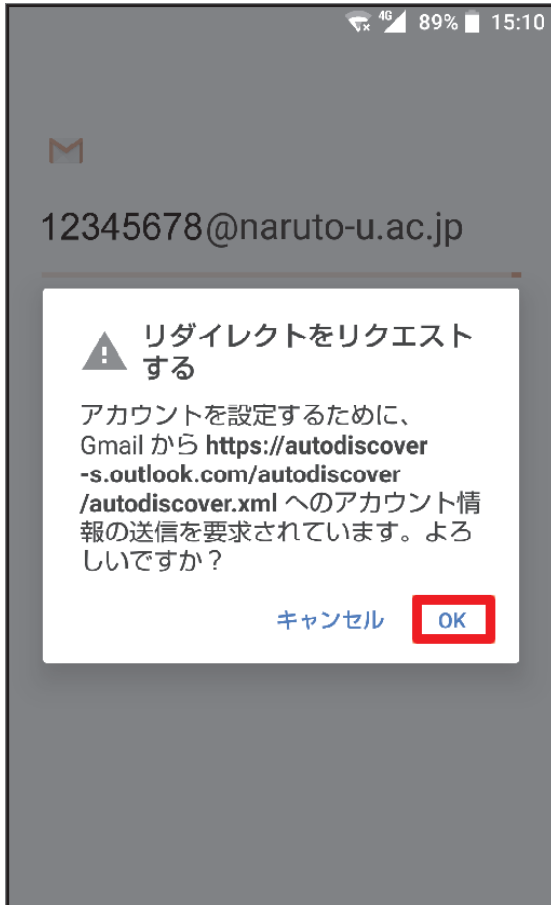 4G 89% 15:10
12345678@naruto-u.ac.jp
リダイレクトをリクエスト
する
アカウントを設定するために、
Gmail から https://autodiscover
-s.outlook.com/autodiscover
/autodiscover.xml へのアカウント情
報の送信を要求されています。よろ
しいですか？
キャンセル OK